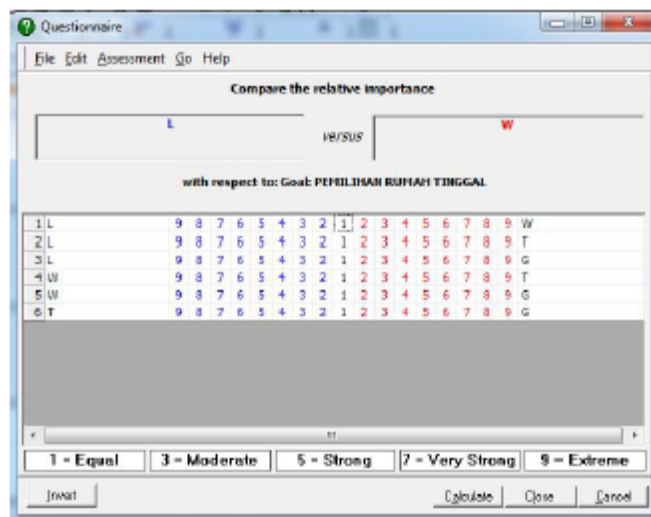 Questionnaire
File Edit Assessment Go Help
Compare the relative importance
L versus W
with respect to: Goal: PEMILIHAN RUMAH TINGGAL
1 L 9 8 7 6 5 4 3 2 1 2 3 4 5 6 7 8 9 W
2 L 9 8 7 6 5 4 3 2 1 2 3 4 5 6 7 8 9 T
3 L 9 8 7 6 5 4 3 2 1 2 3 4 5 6 7 8 9 G
4 W 9 8 7 6 5 4 3 2 1 2 3 4 5 6 7 8 9 T
5 W 9 8 7 6 5 4 3 2 1 2 3 4 5 6 7 8 9 G
6 T 9 8 7 6 5 4 3 2 1 2 3 4 5 6 7 8 9 G
1 = Equal 3 = Moderate 5 = Strong 7 = Very Strong 9 = Extreme
Invert Calculate Close Cancel